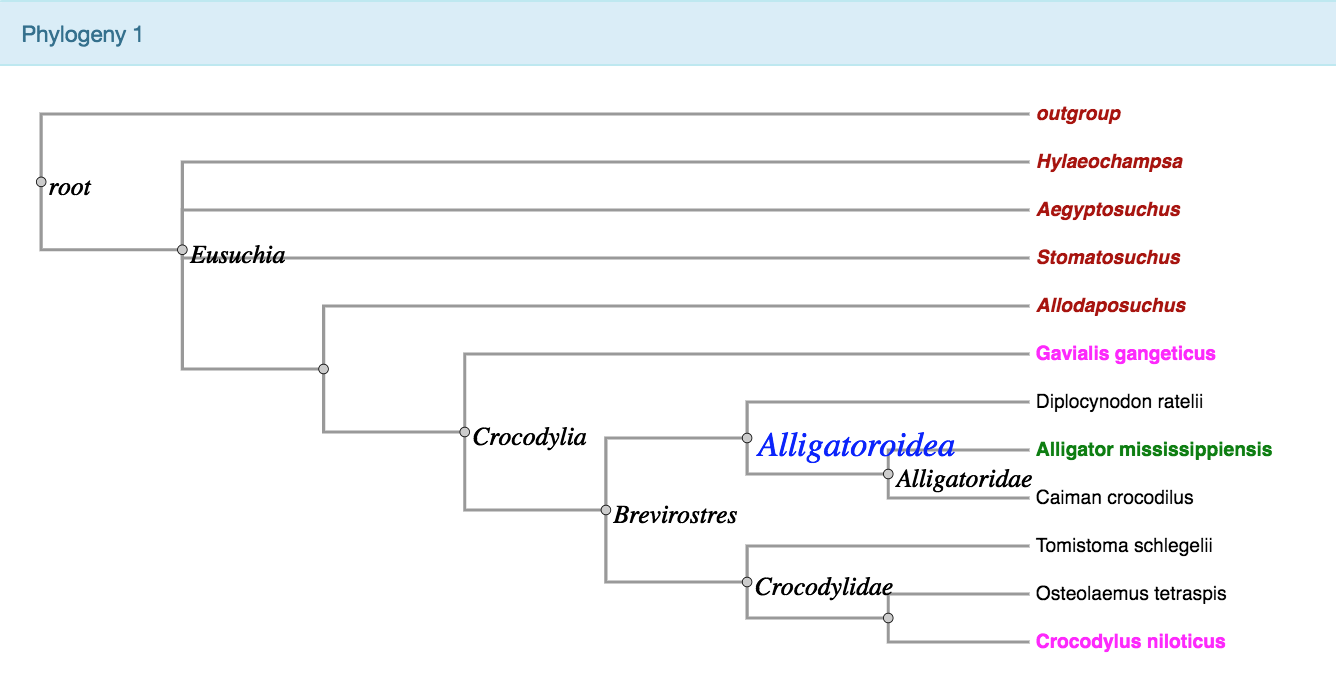 Phylogeny 1
outgroup
Hylaeochampsa
root
Aegyptosuchus
Eusuchia
Stomatosuchus
Allodaposuchus
Gavialis gangeticus
Diplocynodon ratelii
Crocodylia
Alligatoroidea
Alligator mississippiensis
Alligatoridae
Caiman crocodilus
Brevirostres
Tomistoma schlegelii
Crocodylidae
Osteolaemus tetraspis
Crocodylus niloticus